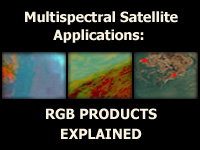 Multispectral Satellite
Applications:
RGB PRODUCTS
EXPLAINED